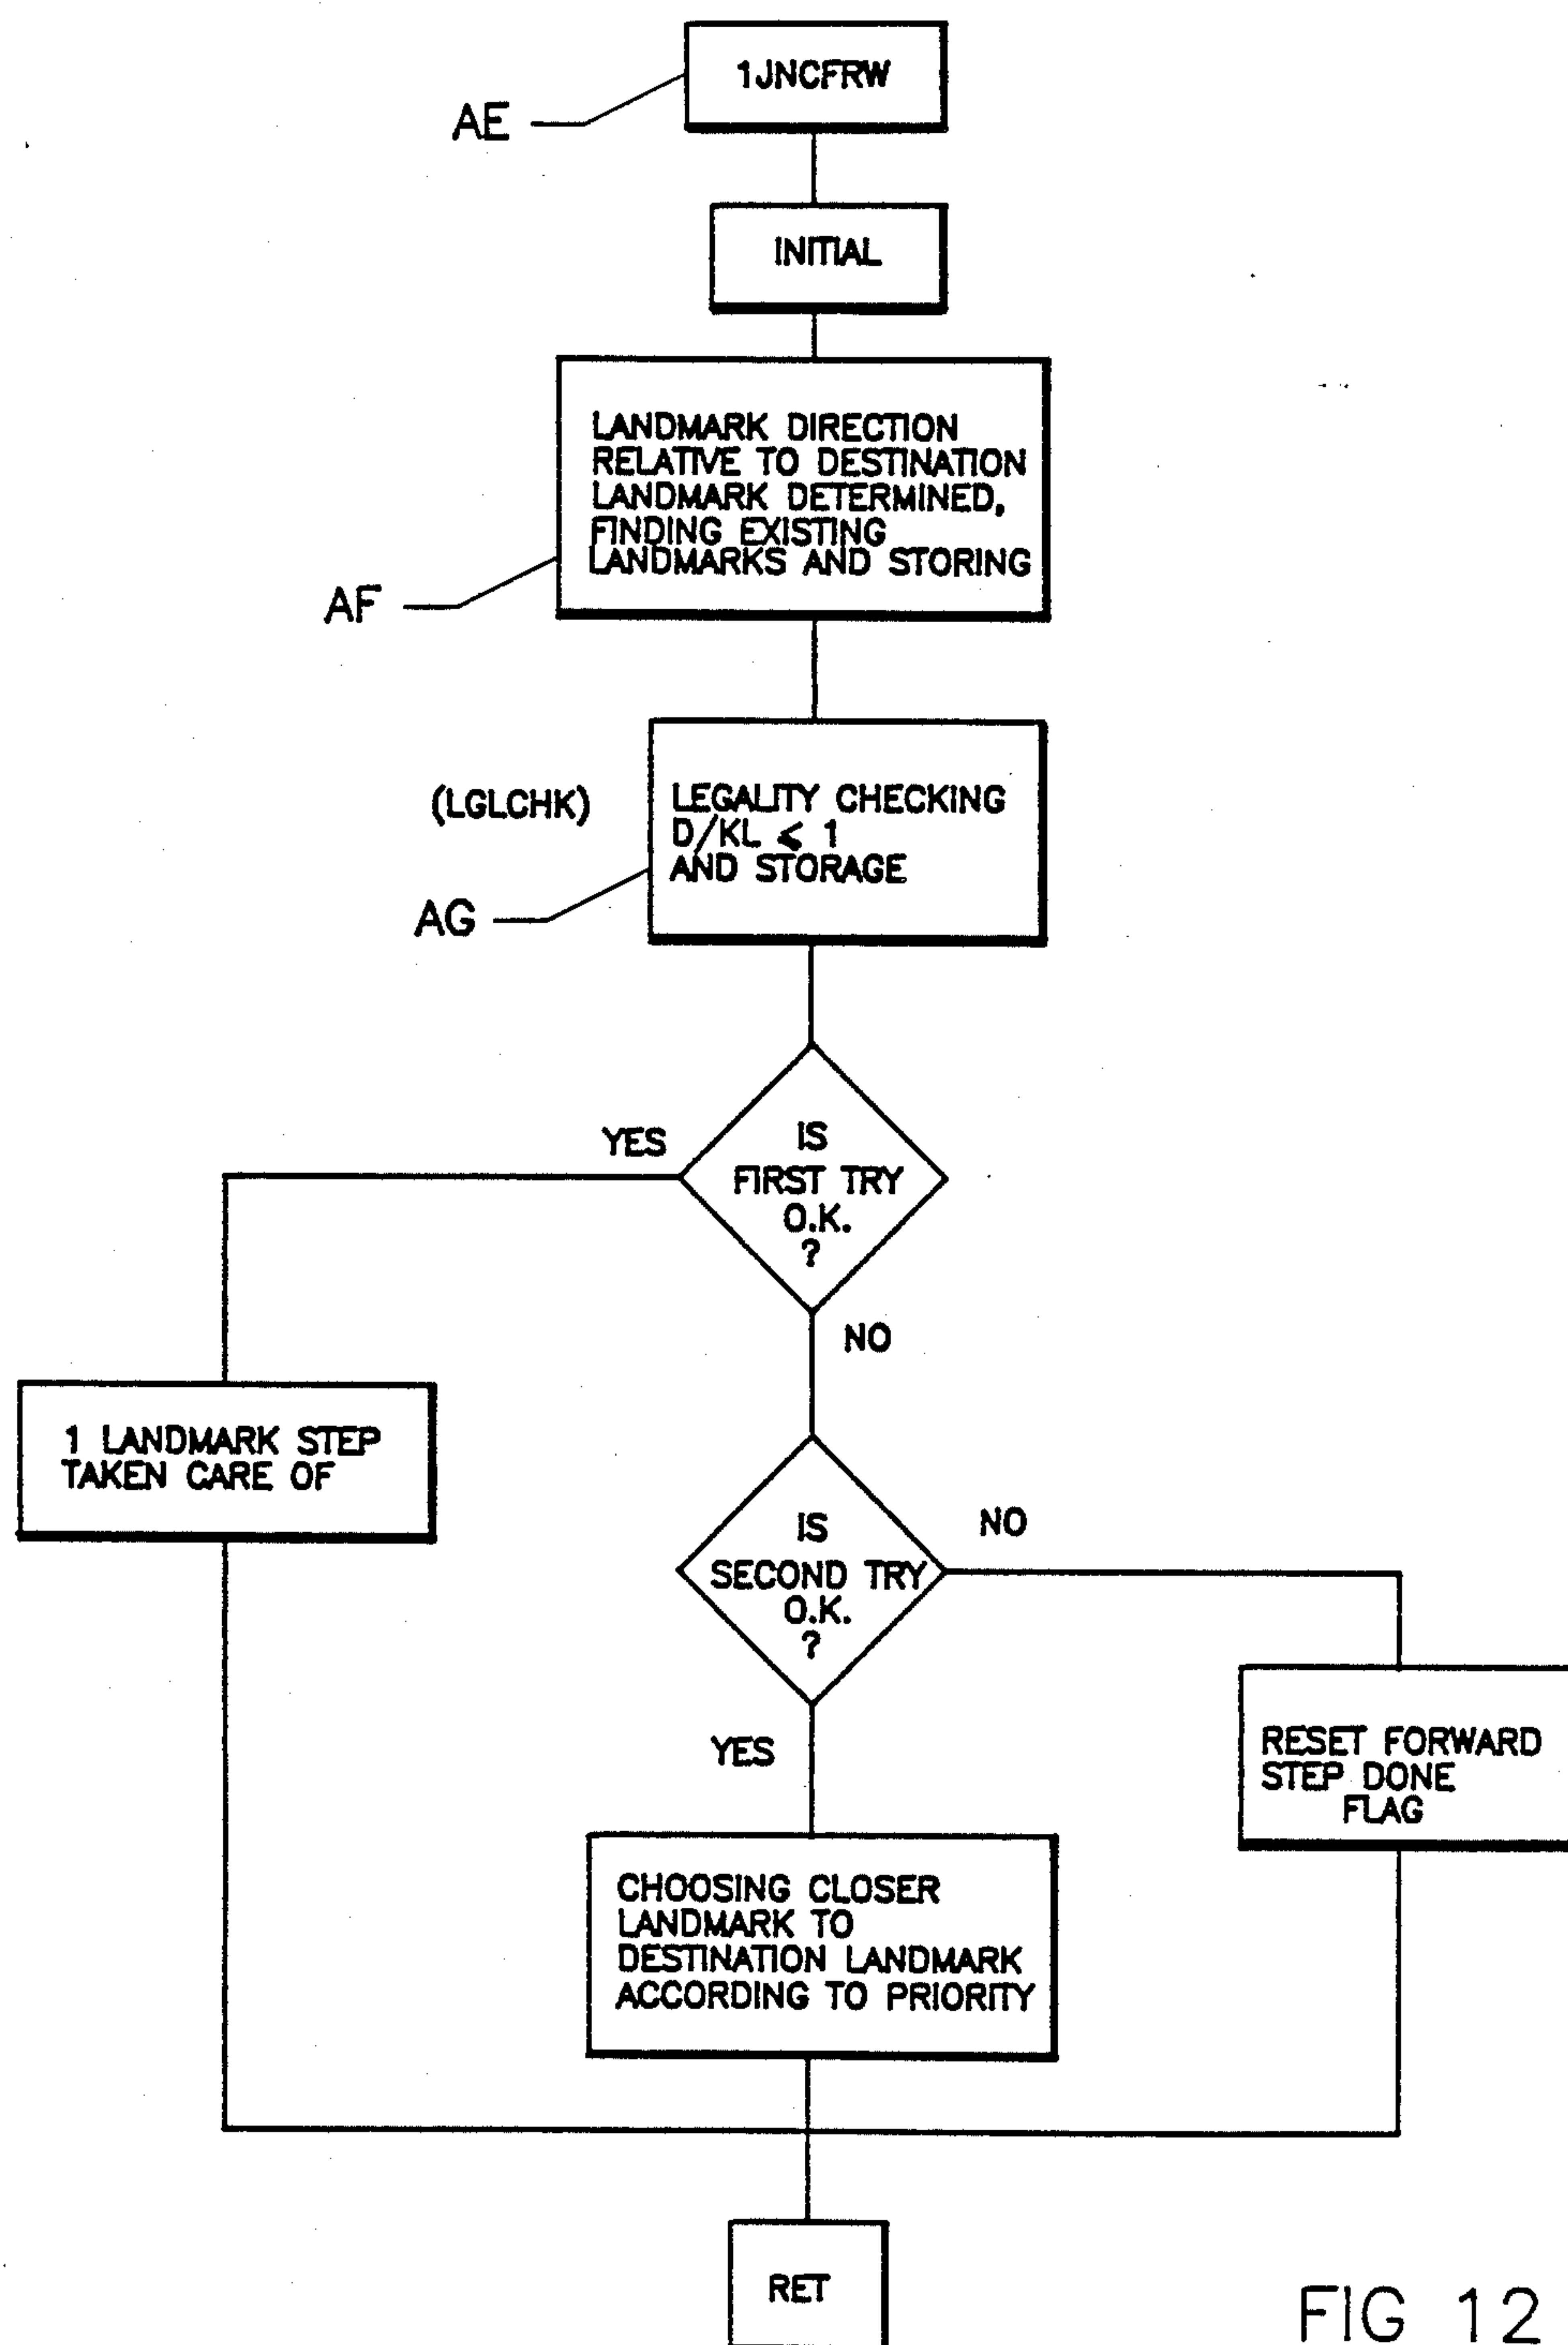 1JNCFRW
AE
INITIAL
LANDMARK DIRECTION
RELATIVE TO DESTINATION
LANDMARK DETERMINED,
FINDING EXISTING
LANDMARKS AND STORING
AF
(LGLCHK)
LEGALITY CHECKING
D/KL ⩽ 1
AND STORAGE
AG
YES
IS
FIRST TRY
O.K.
?
NO
1 LANDMARK STEP
TAKEN CARE OF
IS
SECOND TRY
O.K.
?
NO
YES
RESET FORWARD
STEP DONE
FLAG
CHOOSING CLOSER
LANDMARK TO
DESTINATION LANDMARK
ACCORDING TO PRIORITY
RET
FIG 12